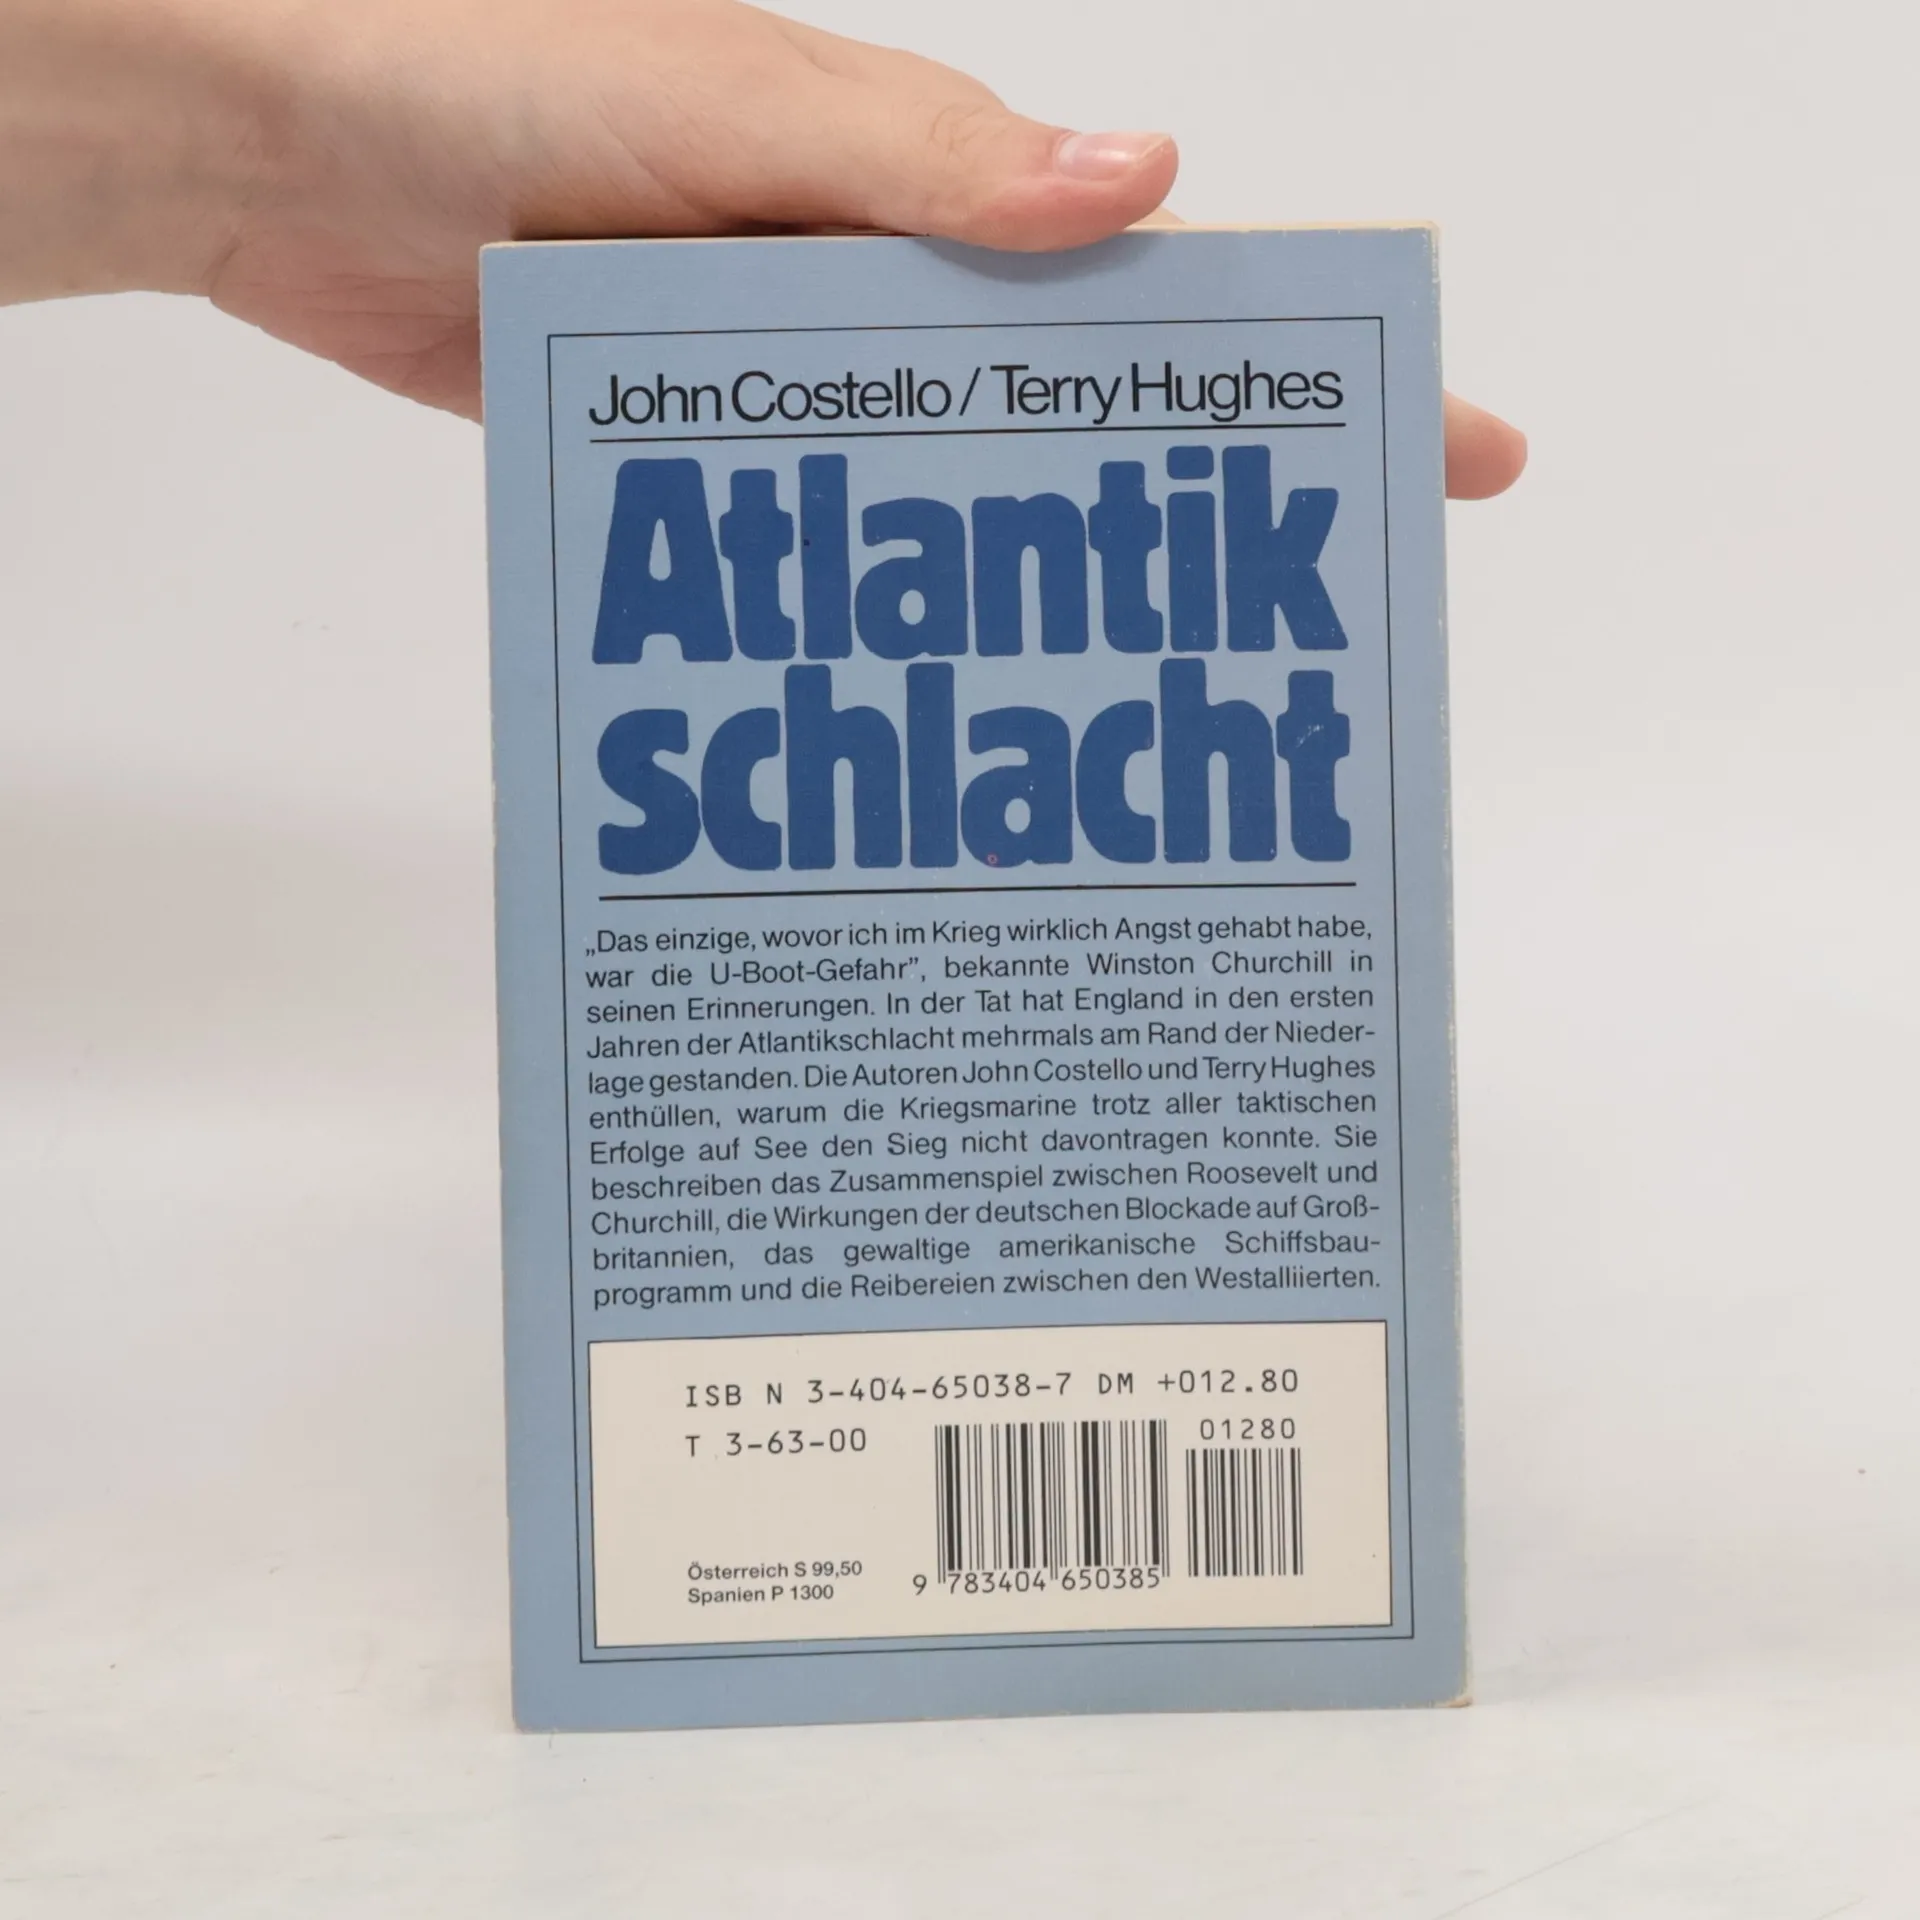 John Costello/Terry Hughes
Atlantik
schlacht
„Das einzige, wovor ich im Krieg wirklich Angst gehabt habe,
war die U-Boot-Gefahr”, bekannte Winston Churchill in
seinen Erinnerungen. In der Tat hat England in den ersten
Jahren der Atlantikschlacht mehrmals am Rand der Nieder-
lage gestanden. Die Autoren John Costello und Terry Hughes
enthüllen, warum die Kriegsmarine trotz aller taktischen
Erfolge auf See den Sieg nicht davontragen konnte. Sie
beschreiben das Zusammenspiel zwischen Roosevelt und
Churchill, die Wirkungen der deutschen Blockade auf Groß-
britannien, das gewaltige amerikanische Schiffsbau-
programm und die Reibereien zwischen den Westalliierten.
ISB N 3-404-65038-7 DM +012.80
T 3-63-00
01280
Österreich S 99,50
Spanien P 1300
9 783404 650385